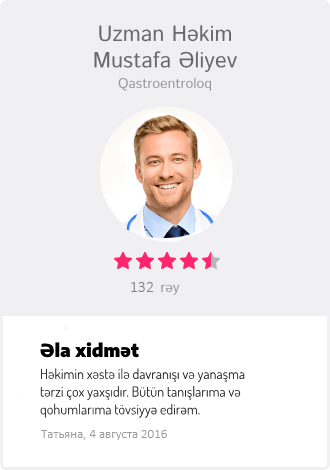 Uzman Həkim
Mustafa Əliyev
Qastroentroloq
132 rəy
Əla xidmət
Həkimin xəstə ilə davranışı və yanaşma
tərzi çox yaxşıdır. Bütün tanışlarıma və
qohumlarıma tövsiyyə edirəm.
Татьяна, 4 августа 2016